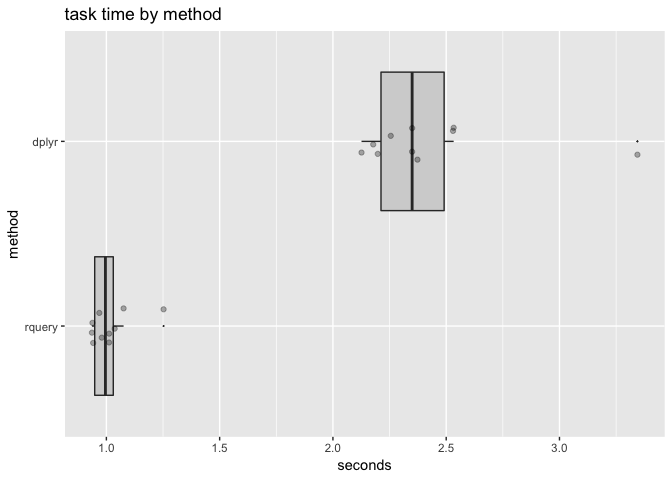 task time by method
dplyr
rquery
method
1.0 1.5 2.0 2.5 3.0
seconds